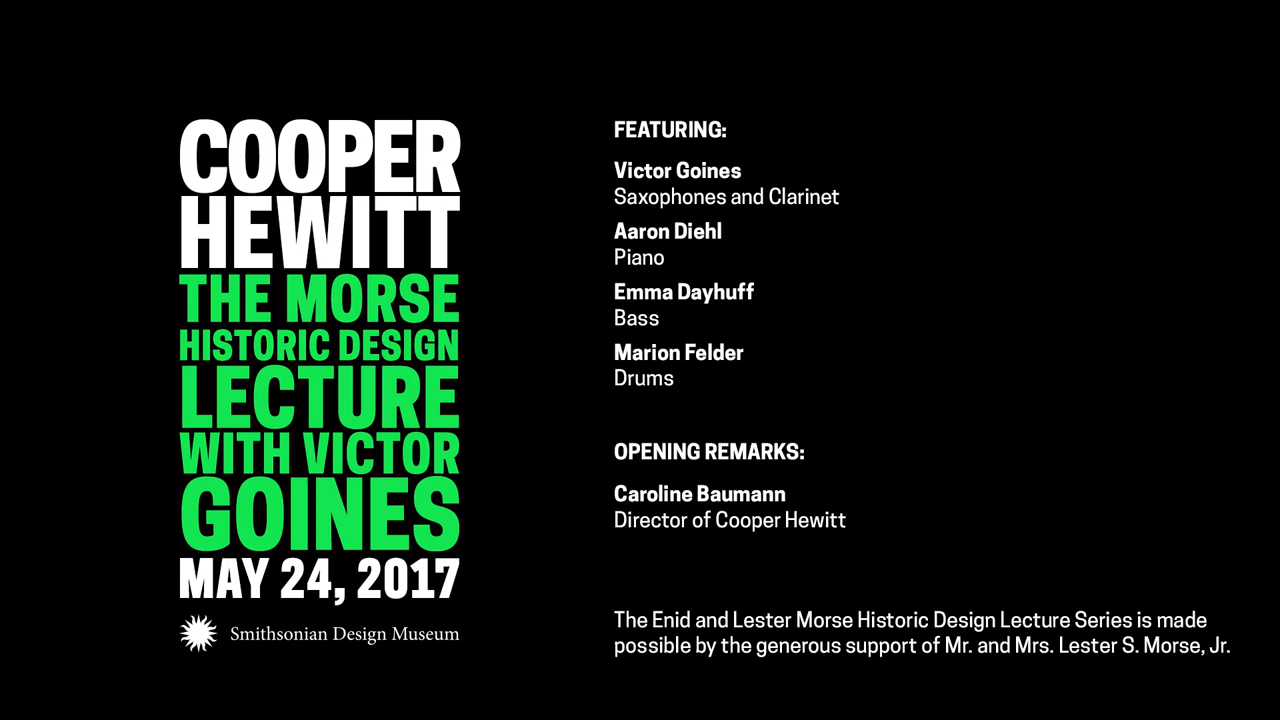 COOPER
HEWITT
THE MORSE
HISTORIC DESIGN
LECTURE
WITH VICTOR
GOINES
MAY 24, 2017
Smithsonian Design Museum
FEATURING:
Victor Goines
Saxophones and Clarinet
Aaron Diehl
Piano
Emma Dayhuff
Bass
Marion Felder
Drums
OPENING REMARKS:
Caroline Baumann
Director of Cooper Hewitt
The Enid and Lester Morse Historic Design Lecture Series is made
possible by the generous support of Mr. and Mrs. Lester S. Morse, Jr.